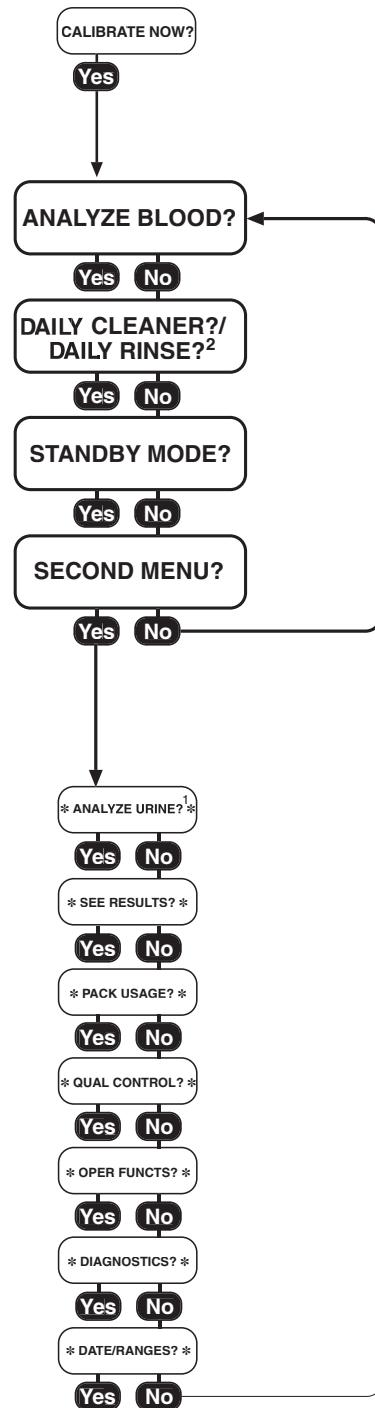 CALIBRATE NOW?
Yes
ANALYZE BLOOD?
Yes No
DAILY CLEANER?/
DAILY RINSE?²
Yes No
STANDBY MODE?
Yes No
SECOND MENU?
Yes No
* ANALYZE URINE?¹*
Yes No
* SEE RESULTS? *
Yes No
* PACK USAGE? *
Yes No
* QUAL CONTROL? *
Yes No
* OPER FUNCTS? *
Yes No
* DIAGNOSTICS? *
Yes No
* DATE/RANGES? *
Yes No